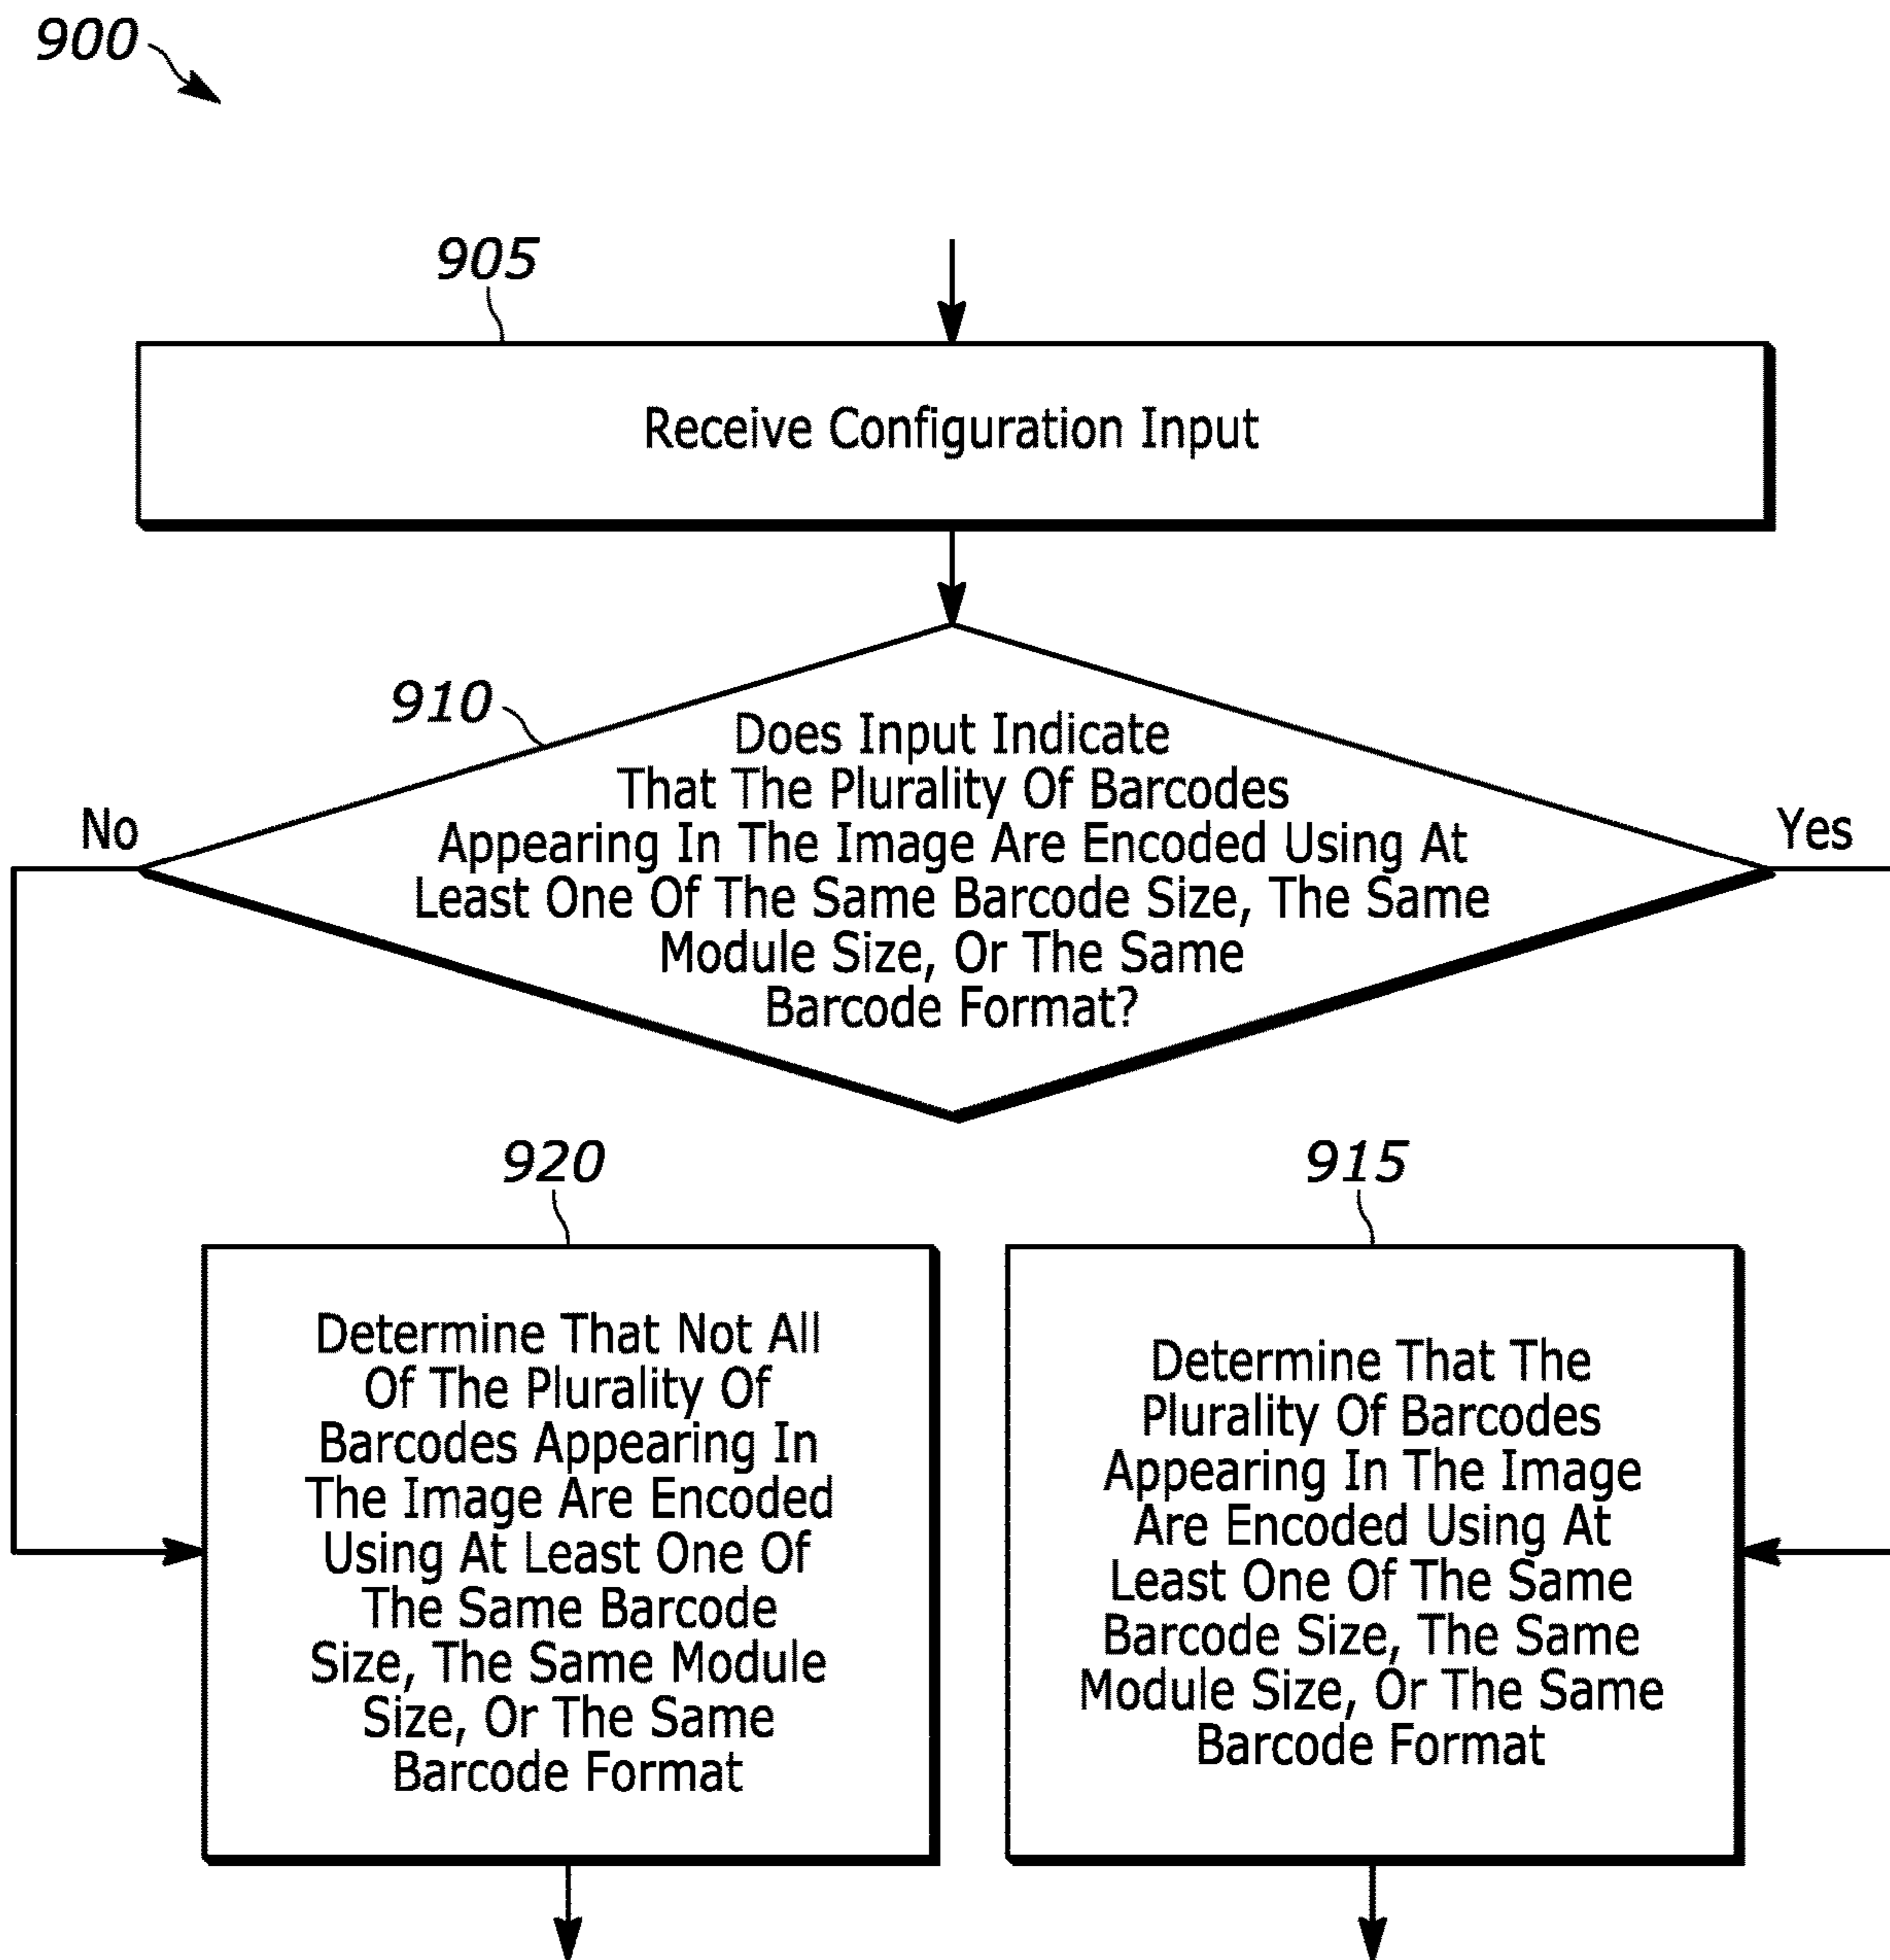 900
905
Receive Configuration Input
910
Does Input Indicate
That The Plurality Of Barcodes
Appearing In The Image Are Encoded Using At
Least One Of The Same Barcode Size, The Same
Module Size, Or The Same
Barcode Format?
No
Yes
920
Determine That Not All
Of The Plurality Of
Barcodes Appearing In
The Image Are Encoded
Using At Least One Of
The Same Barcode
Size, The Same Module
Size, Or The Same
Barcode Format
915
Determine That The
Plurality Of Barcodes
Appearing In The Image
Are Encoded Using At
Least One Of The Same
Barcode Size, The Same
Module Size, Or The Same
Barcode Format